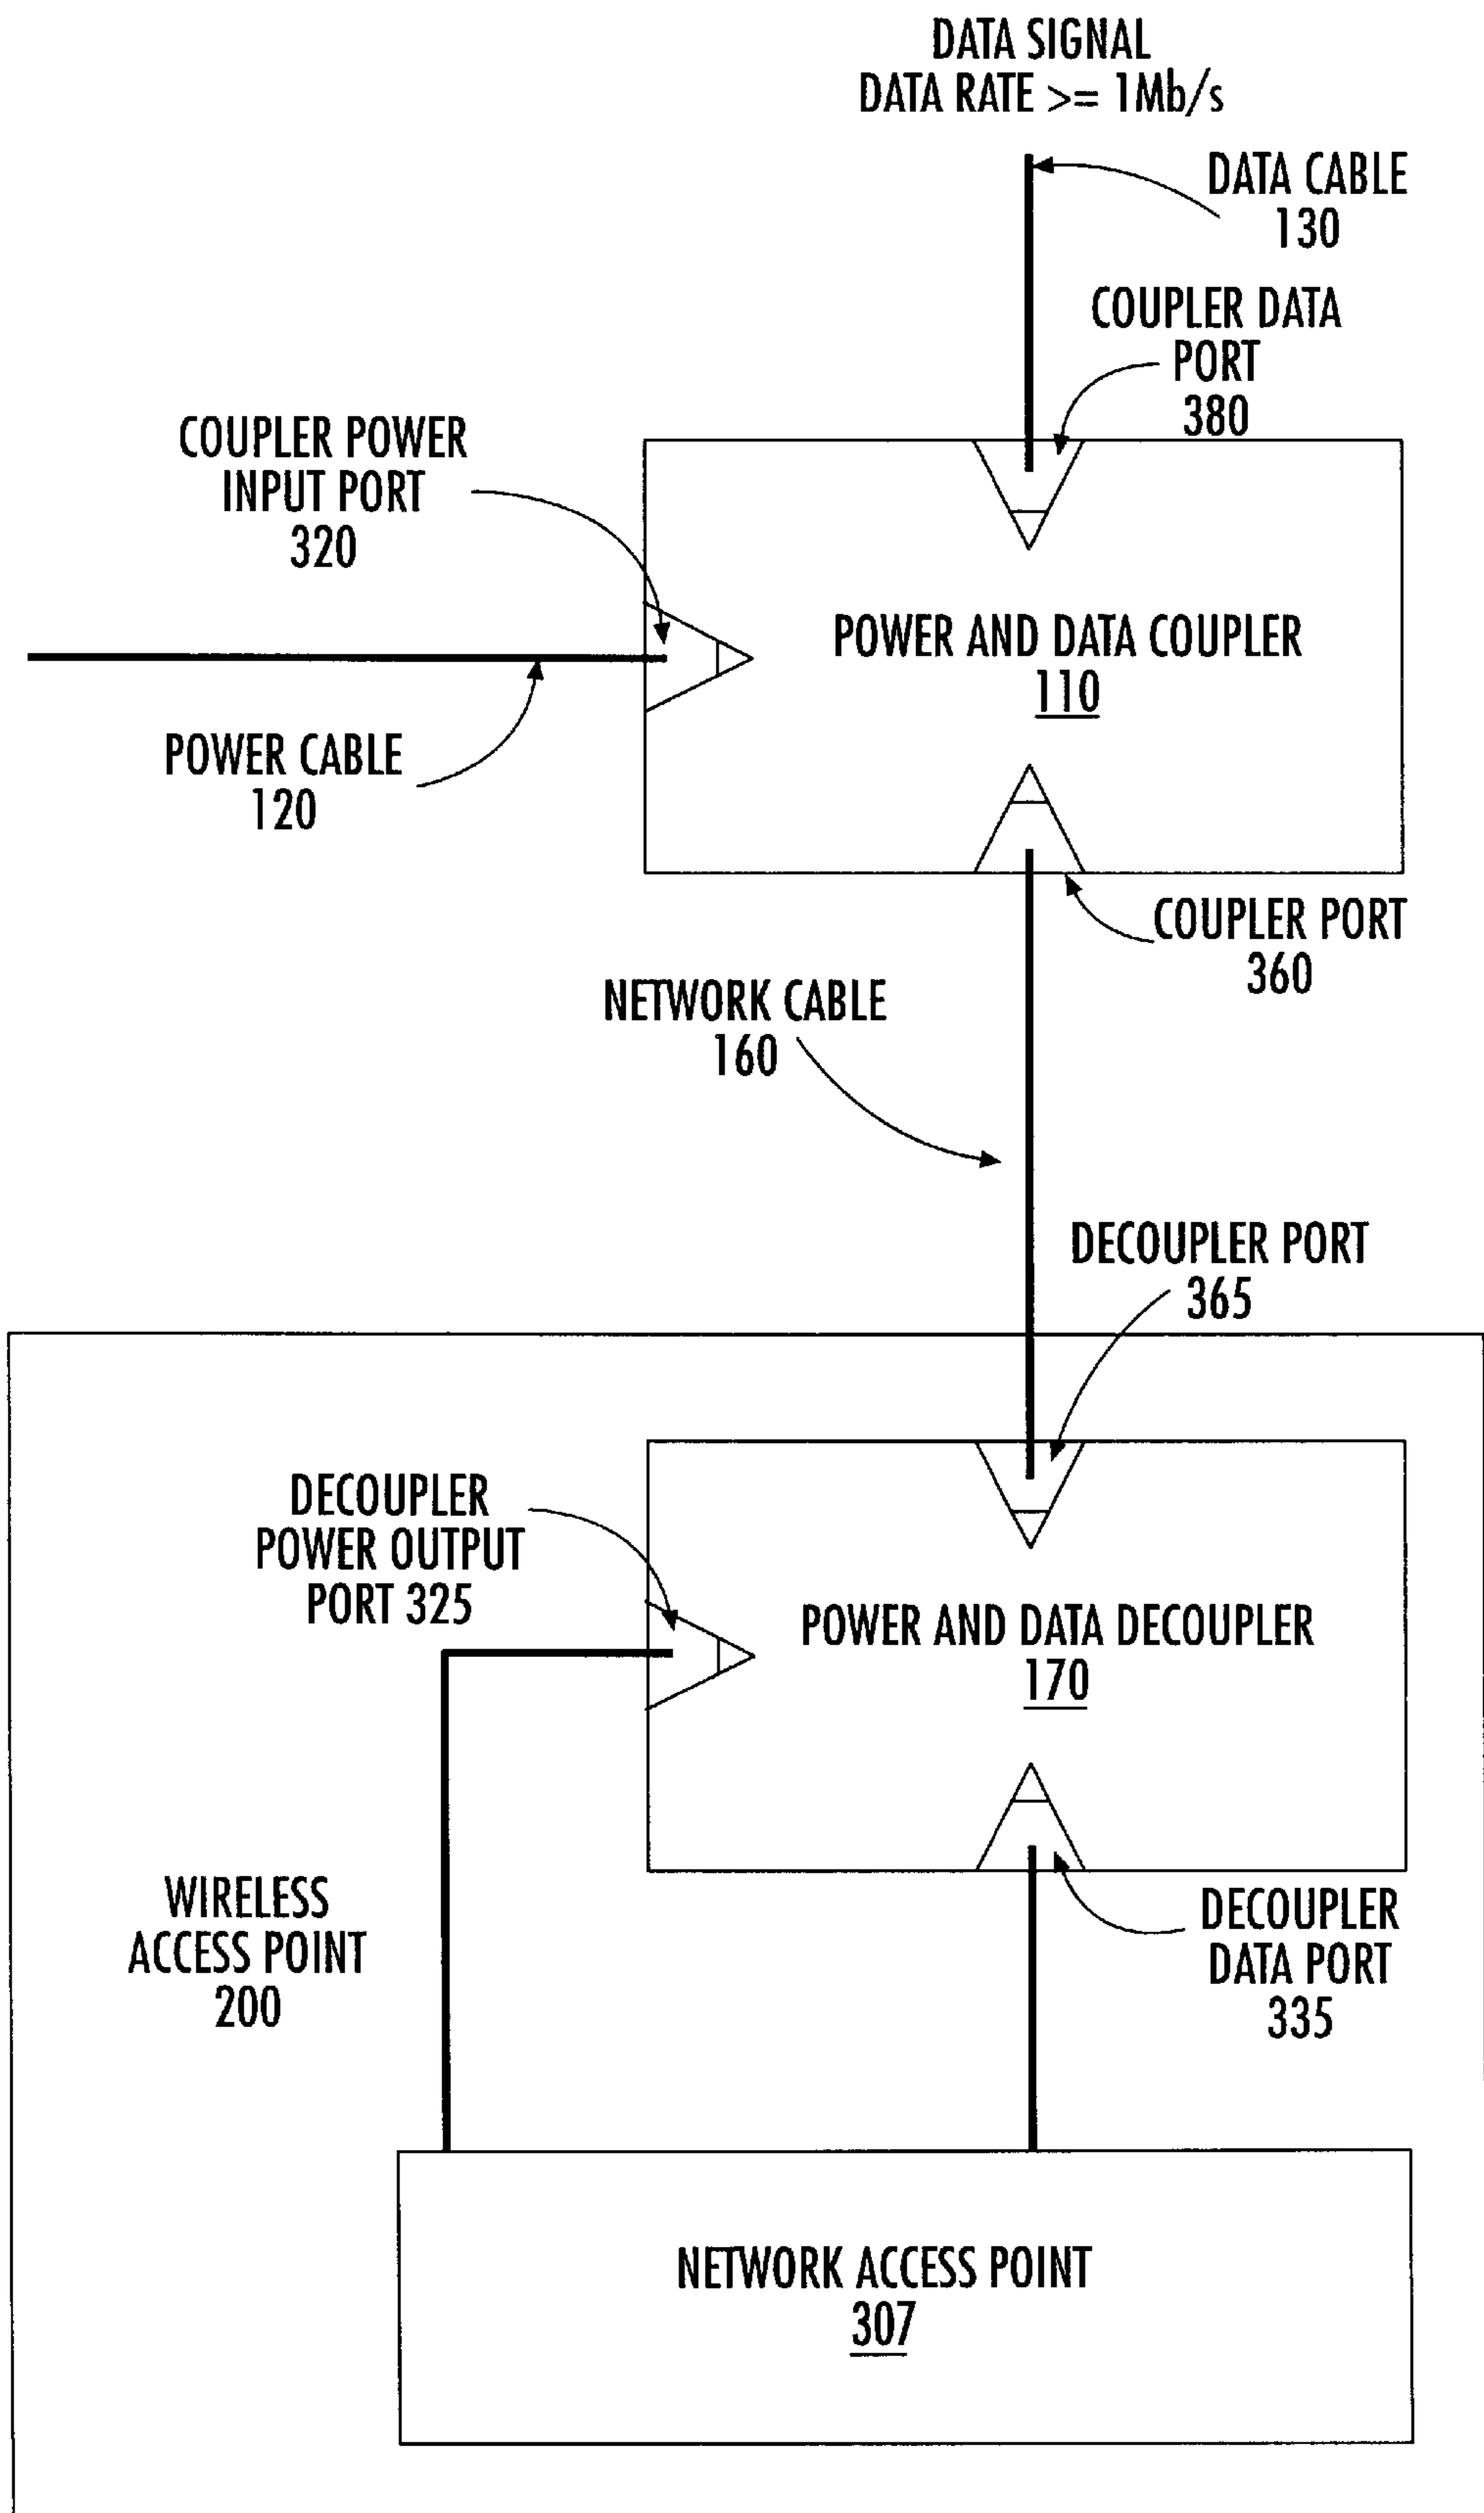 DATA SIGNAL
DATA RATE >= 1Mb/s
DATA CABLE
130
COUPLER DATA
PORT
380
COUPLER POWER
INPUT PORT
320
POWER AND DATA COUPLER
110
POWER CABLE
120
COUPLER PORT
360
NETWORK CABLE
160
DECOUPLER PORT
365
DECOUPLER
POWER OUTPUT
PORT 325
POWER AND DATA DECOUPLER
170
WIRELESS
ACCESS POINT
200
DECOUPLER
DATA PORT
335
NETWORK ACCESS POINT
307